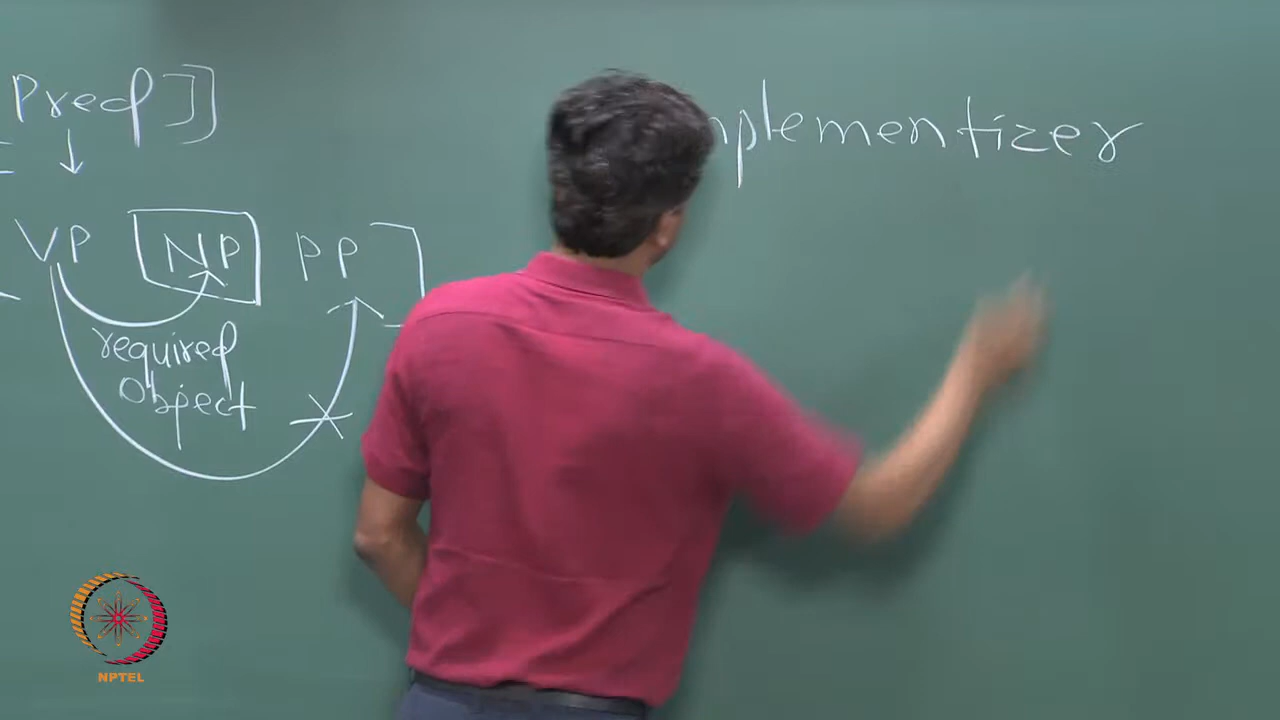 Pred ]]
VP NP PP ]
required
Object
mplementizer
NPTEL